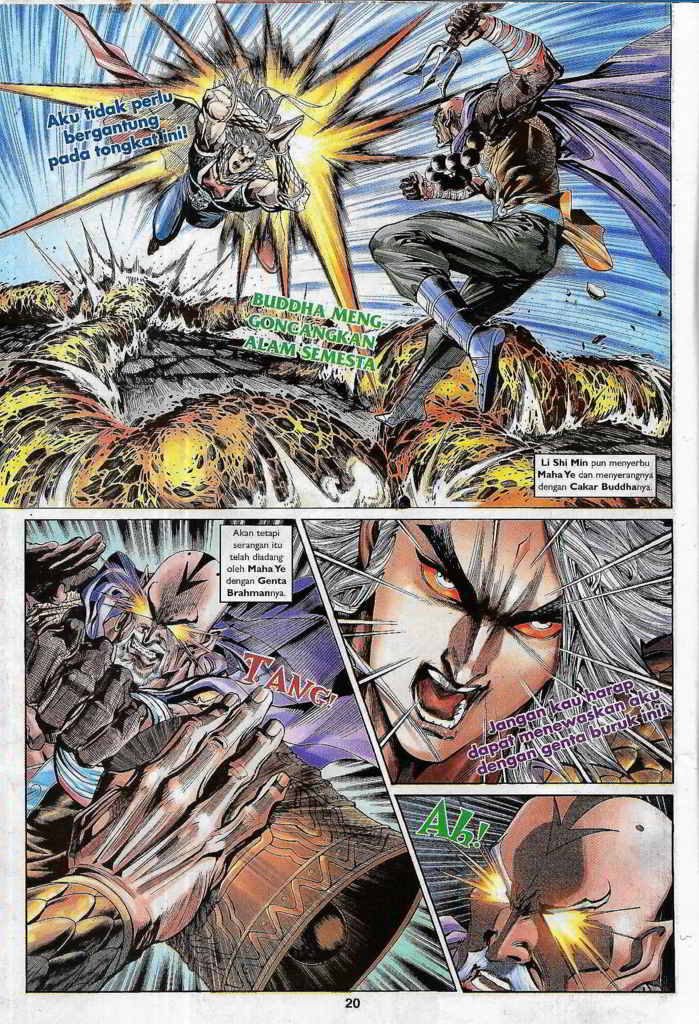 Aku tidak perlu
bergantung
pada tongkat ini!
BUDDHA MENG-
GONCANGKAN
ALAM SEMESTA
Li Shi Min pun menyerbu
Maha Ye dan menyerangnya
dengan Cakar Buddhanya.
Akan tetapi
serangan itu
telah diadang
oleh Maha Ye
dengan Genta
Brahmannya.
TANG!
Jangan kau harap
dapat menewaskan aku
dengan genta buruk ini!
Ah!
20